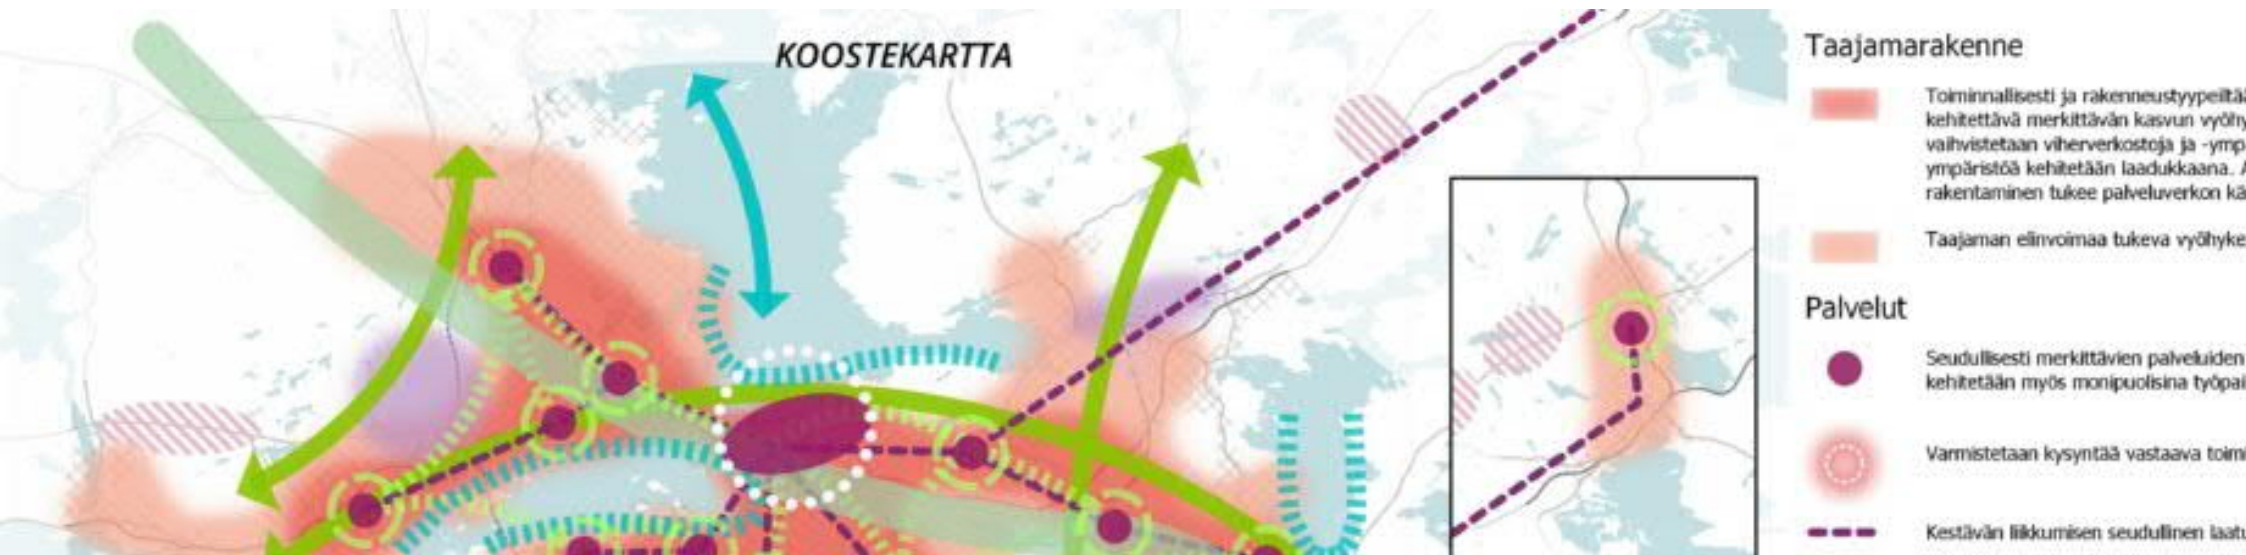 KOOSTEKARTTA
Taajamarakenne
Toiminnallisesti ja rakenneustyypeiltää
kehitettävä merkittävän kasvun vyöhy
vaihvistetaan viherverkostoja ja -ymp
ympäristöä kehitetään laadukkaana. A
rakentaminen tukee palveluverkon kä
Taajaman elinvoimaa tukeva vyöhyke
Palvelut
Seudullisesti merkittävien palveluiden
kehitetään myös monipuolisina työpai
Varmistetaan kysyntää vastaava toimi
Kestävän liikkumisen seudullinen laatu